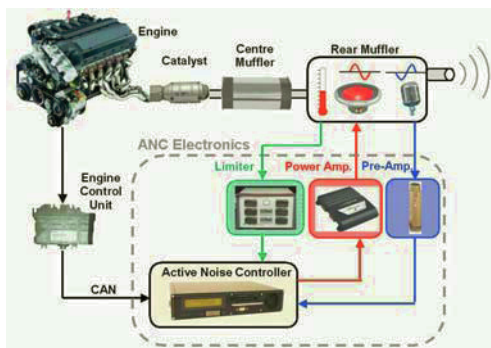 Engine
Catalyst
Centre
Muffler
Rear Muffler
ANC Electronics
Limiter
Power Amp.
Pre-Amp.
Engine
Control
Unit
Active Noise Controller
CAN